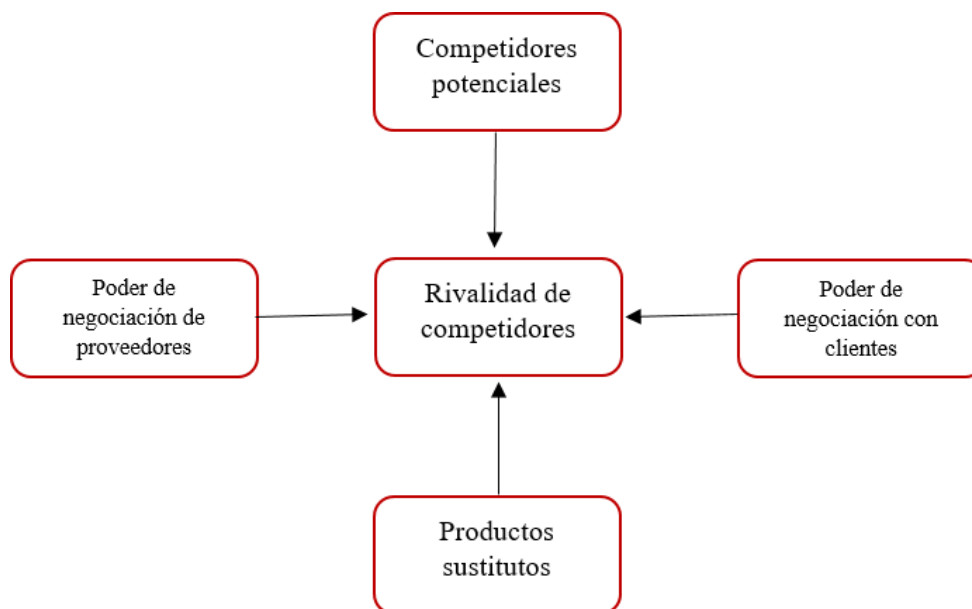 Competidores
potenciales
Poder de
negociación de
proveedores
Rivalidad de
competidores
Poder de
negociación con
clientes
Productos
sustitutos